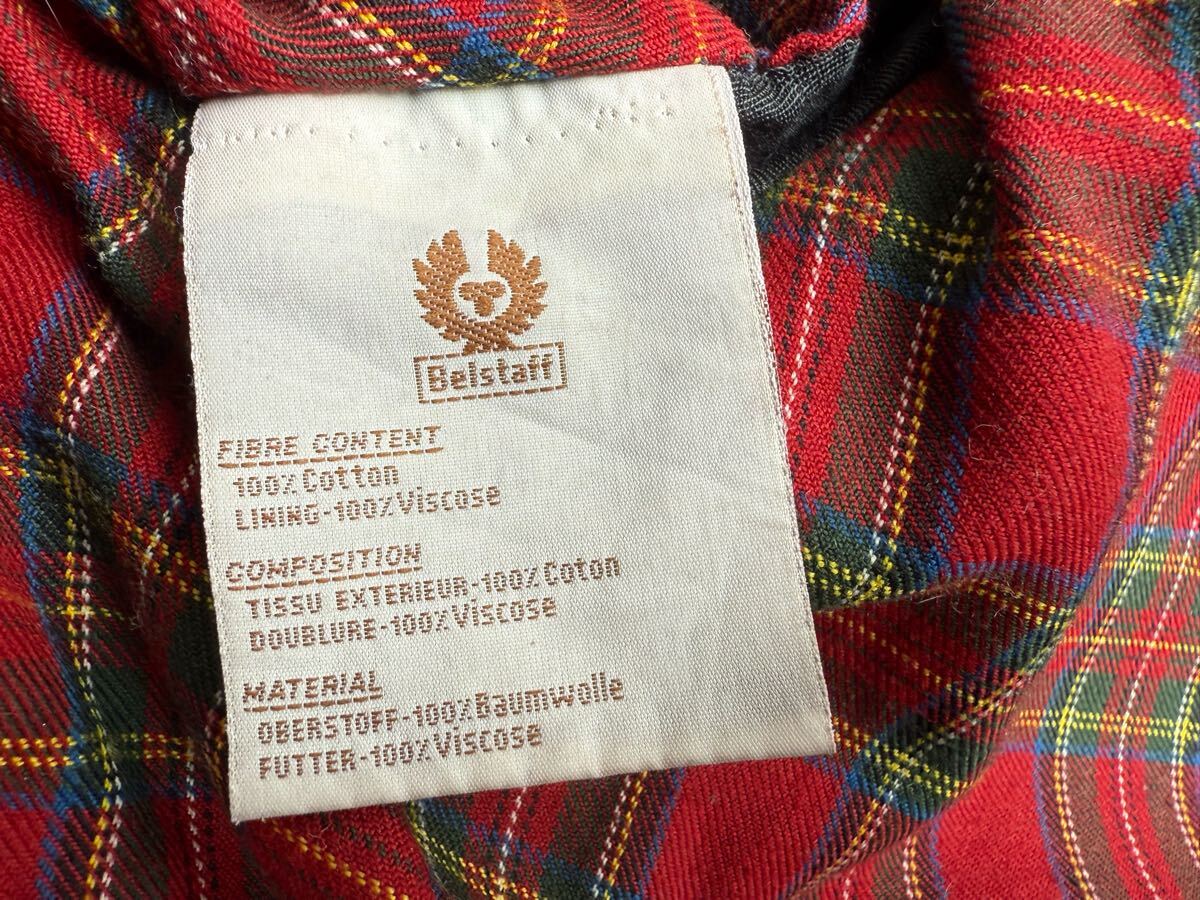 Belstaff
FIBRE CONTENT
100% Cotton
LINING-100% Viscose
COMPOSITION
TISSU EXTERIEUR-100% Coton
DOUBLURE-100% Viscose
MATERIAL
OBERSTOFF-100% Baumwolle
FUTTER-100% Viscose